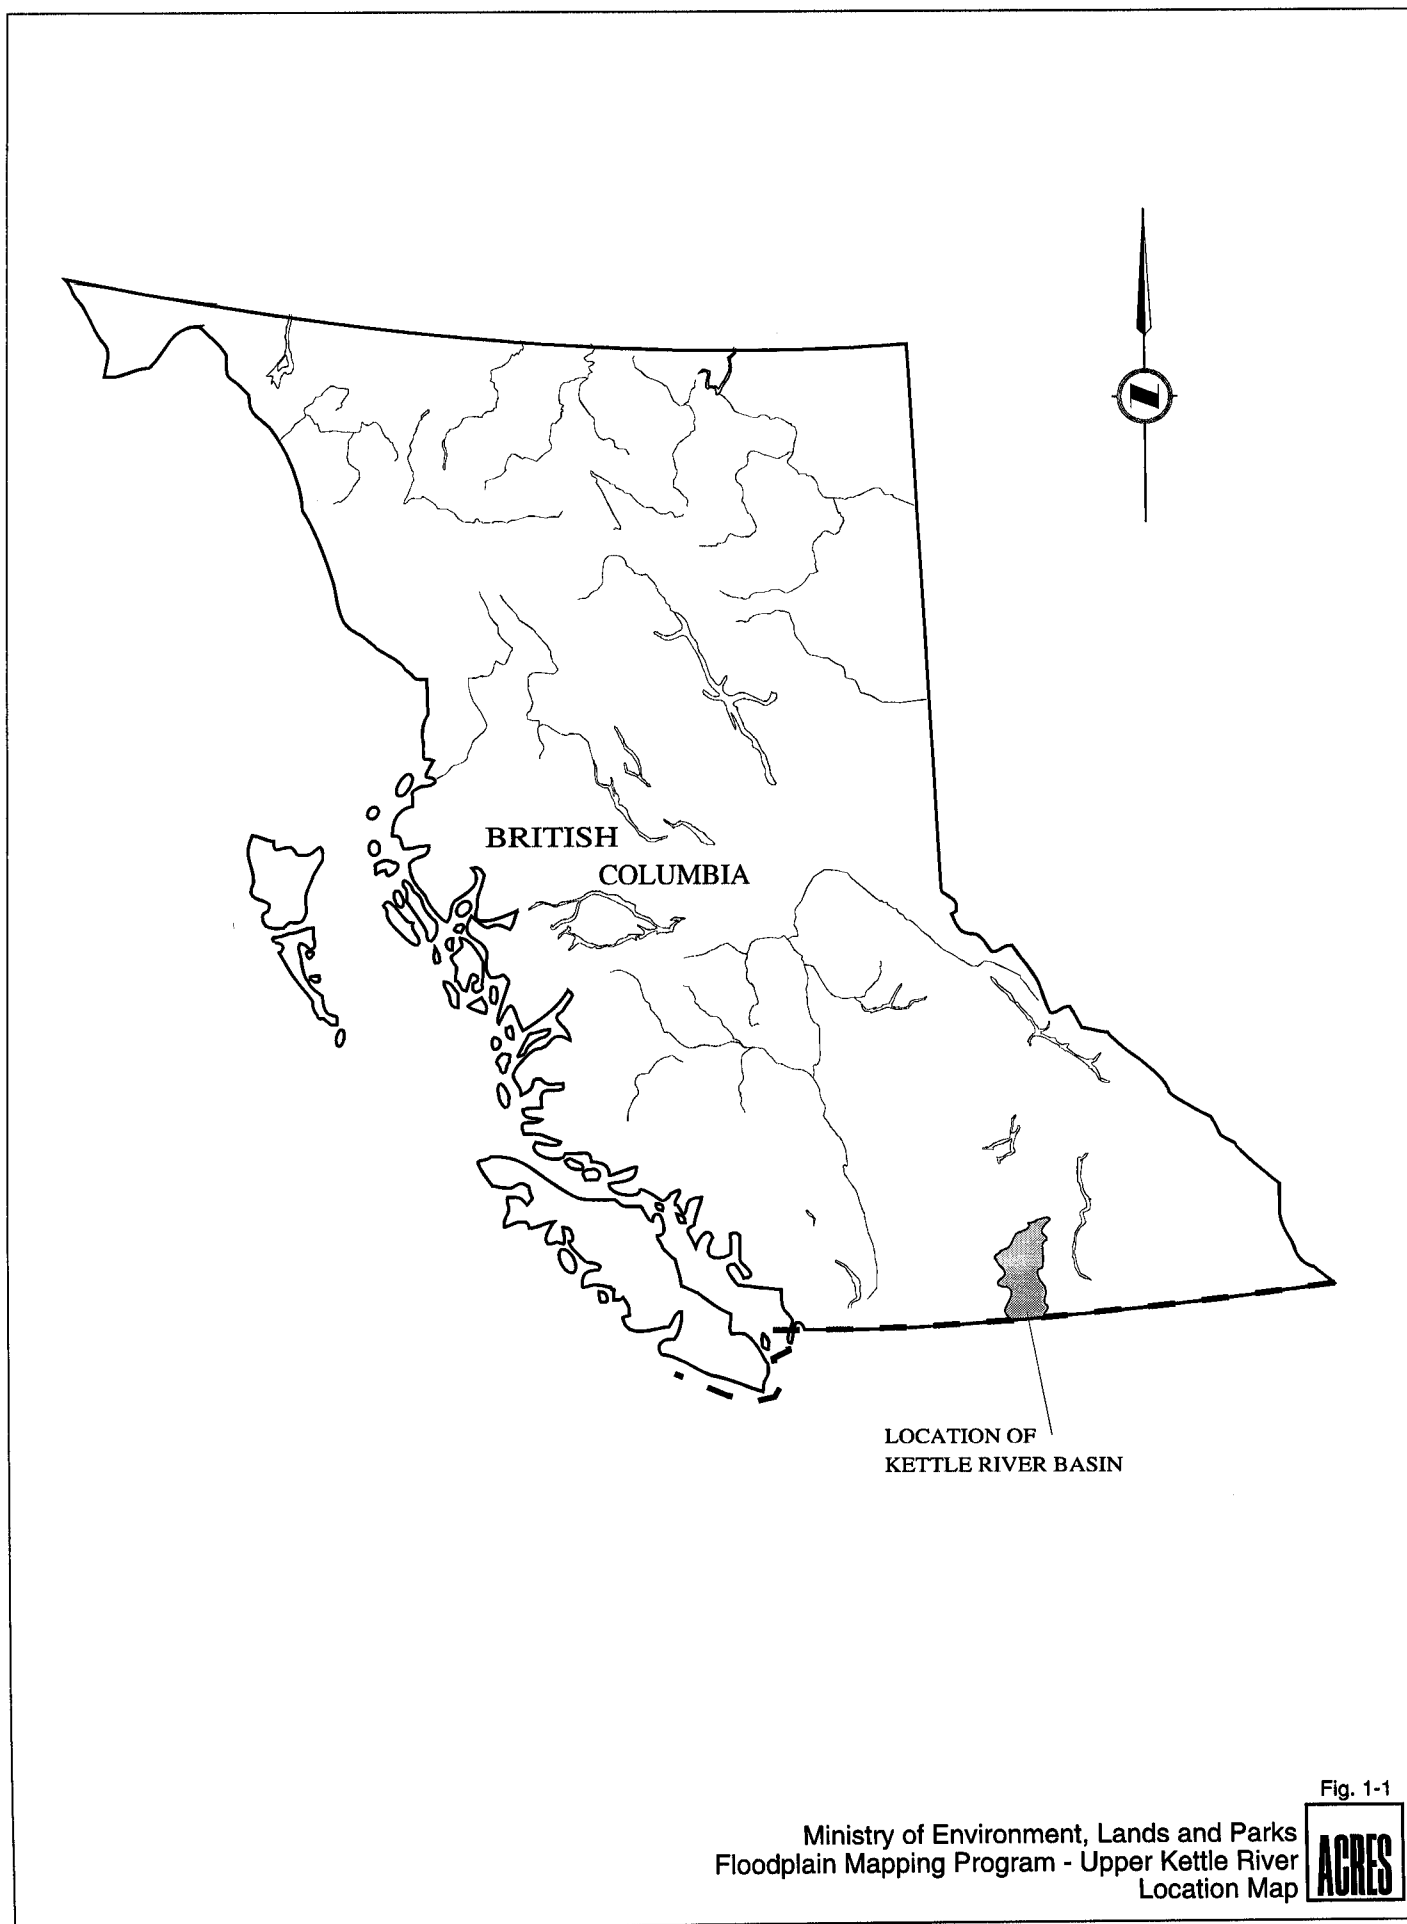 BRITISH
COLUMBIA
LOCATION OF
KETTLE RIVER BASIN
Fig. 1-1
Ministry of Environment, Lands and Parks
Floodplain Mapping Program - Upper Kettle River
Location Map
ACRES